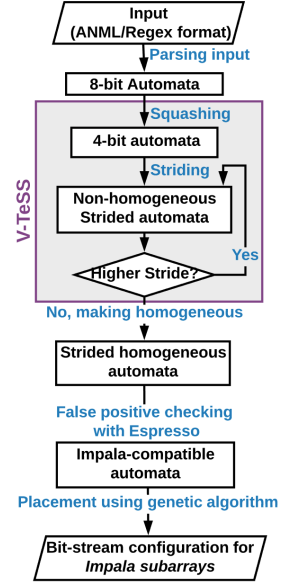 Input
(ANML/Regex format)
Parsing input
8-bit Automata
Squashing
4-bit automata
Striding
Non-homogeneous
Strided automata
V-TeSS
Yes
Higher Stride?
No, making homogeneous
Strided homogeneous
automata
False positive checking
with Espresso
Impala-compatible
automata
Placement using genetic algorithm
Bit-stream configuration for
Impala subarrays